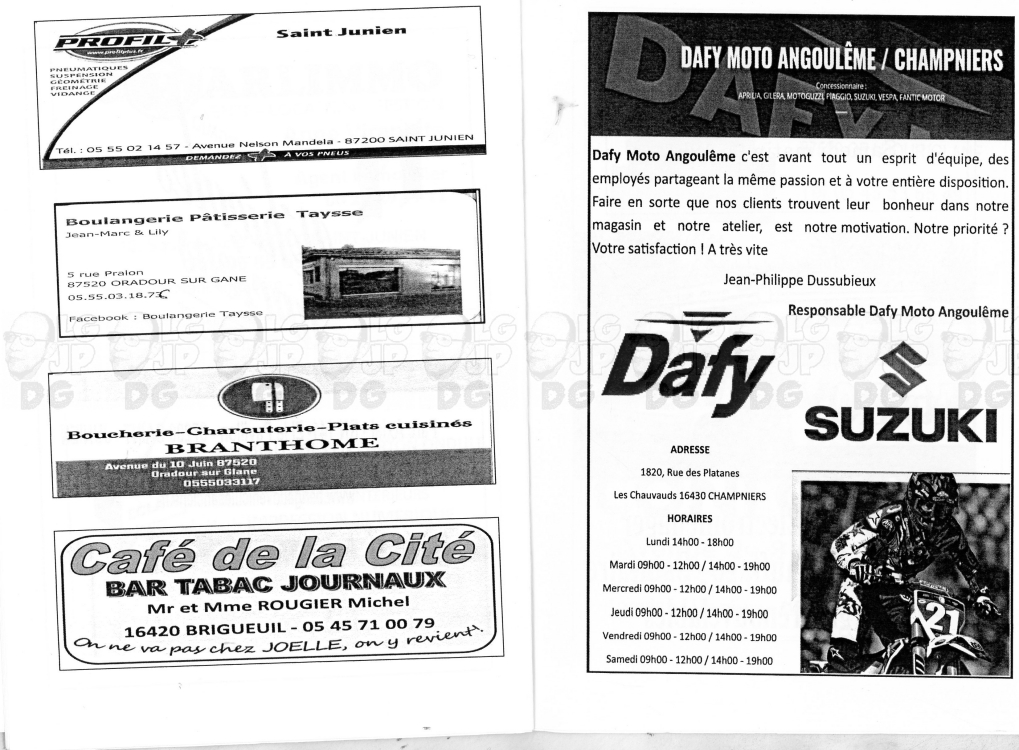 PROFIL+
www.profilplus.fr
Saint Junien
PNEUMATIQUES
SUSPENSION
GÉOMÉTRIE
FREINAGE
VIDANGE
Tél. : 05 55 02 14 57 - Avenue Nelson Mandela - 87200 SAINT JUNIEN
DEMANDEZ + A VOS PNEUS
Boulangerie Pâtisserie Taysse
Jean-Marc & Lily
5 rue Pralon
87520 ORADOUR SUR GANE
05.55.03.18.73
Facebook : Boulangerie Taysse
Boucherie-Charcuterie-Plats cuisinés
BRANTHOME
Avenue du 10 Juin 87520
Oradour sur Glane
0555033117
Café de la Cité
BAR TABAC JOURNAUX
Mr et Mme ROUGIER Michel
16420 BRIGUEUIL - 05 45 71 00 79
On ne va pas chez JOELLE, on y revient!.
DAFY MOTO ANGOULÊME / CHAMPNIERS
Concessionnaire :
APRILIA, GILERA, MOTOGUZZI, PIAGGIO, SUZUKI, VESPA, FANTIC MOTOR
Dafy Moto Angoulême c'est avant tout un esprit d'équipe, des
employés partageant la même passion et à votre entière disposition.
Faire en sorte que nos clients trouvent leur bonheur dans notre
magasin et notre atelier, est notre motivation. Notre priorité ?
Votre satisfaction ! A très vite
Jean-Philippe Dussubieux
Responsable Dafy Moto Angoulême
Dafy
SUZUKI
ADRESSE
1820, Rue des Platanes
Les Chauvauds 16430 CHAMPNIERS
HORAIRES
Lundi 14h00 - 18h00
Mardi 09h00 - 12h00 / 14h00 - 19h00
Mercredi 09h00 - 12h00 / 14h00 - 19h00
Jeudi 09h00 - 12h00 / 14h00 - 19h00
Vendredi 09h00 - 12h00 / 14h00 - 19h00
Samedi 09h00 - 12h00 / 14h00 - 19h00
21